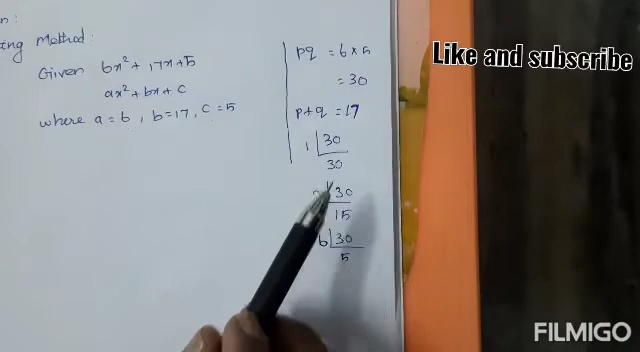 ing Method:
Given 6x² + 17x + 5
ax² + bx + c
where a = 6, b = 17, c = 5
pq = 6 × 5
= 30
p + q = 17
1 | 30
30
30
15
6 | 30
5
Like and subscribe
FILMIGO